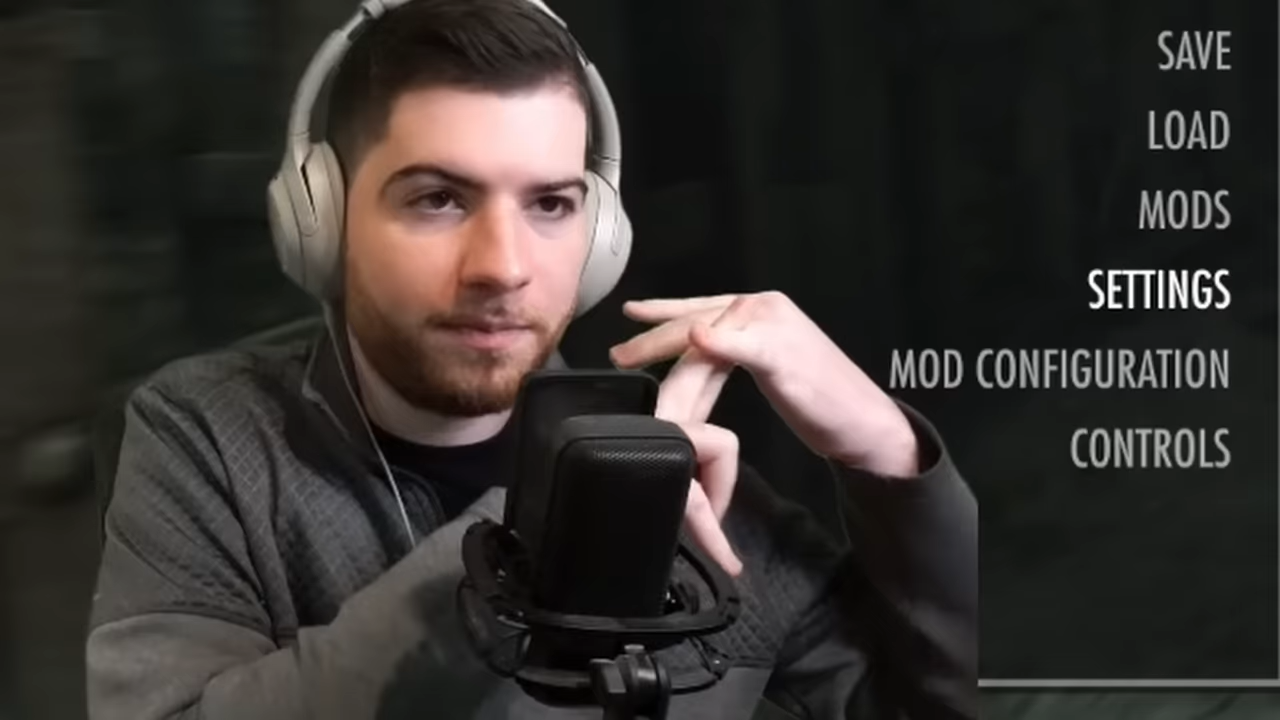 SAVE
LOAD
MODS
SETTINGS
MOD CONFIGURATION
CONTROLS